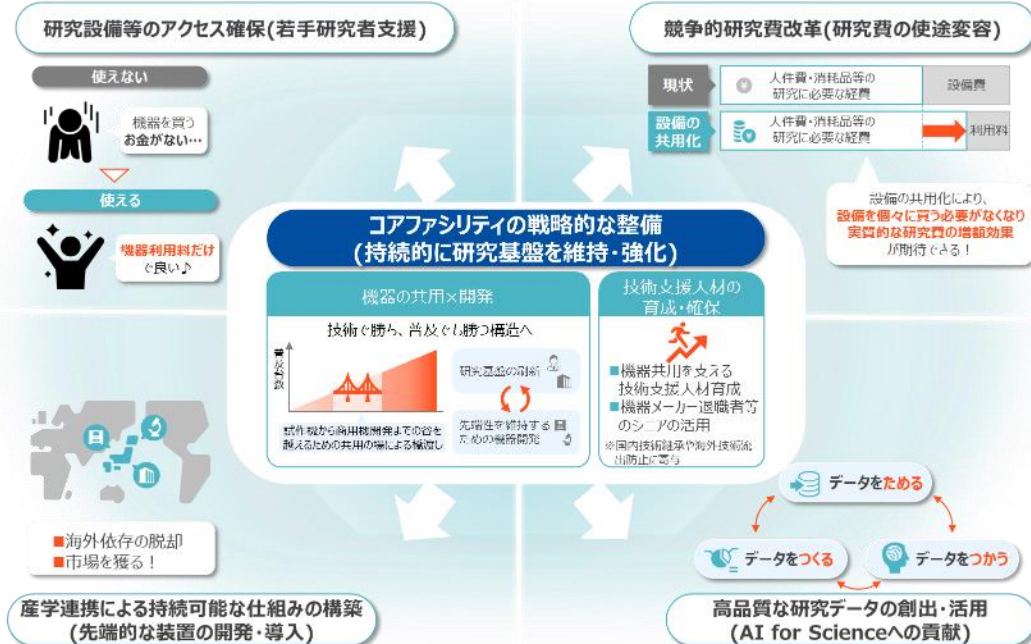 研究設備等のアクセス確保(若手研究者支援)
使えない
機器を買う
お金がない…
使える
機器利用料だけ
で良い♪
競争的研究費改革(研究費の使途変容)
現状
人件費・消耗品等の
研究に必要な経費
設備費
設備の
共用化
人件費・消耗品等の
研究に必要な経費
利用料
設備の共用化により、
設備を個々に買う必要がなくなり
実質的な研究費の増額効果
が期待できる！
コアファシリティの戦略的な整備
(持続的に研究基盤を維持・強化)
機器の共用×開発
技術で勝ち、普及でも勝つ構造へ
普及台数
試作機から商用機開発までの谷を
越えるための共用の場による橋渡し
研究基盤の刷新
先端性を維持する
ための機器開発
技術支援人材の
育成・確保
■機器共用を支える
技術支援人材育成
■機器メーカー退職者等
のシニアの活用
※国内技術継承や海外技術流
出防止に寄与
■海外依存の脱却
■市場を獲る！
産学連携による持続可能な仕組みの構築
(先端的な装置の開発・導入)
データをためる
データをつくる
データをつかう
高品質な研究データの創出・活用
(AI for Scienceへの貢献)